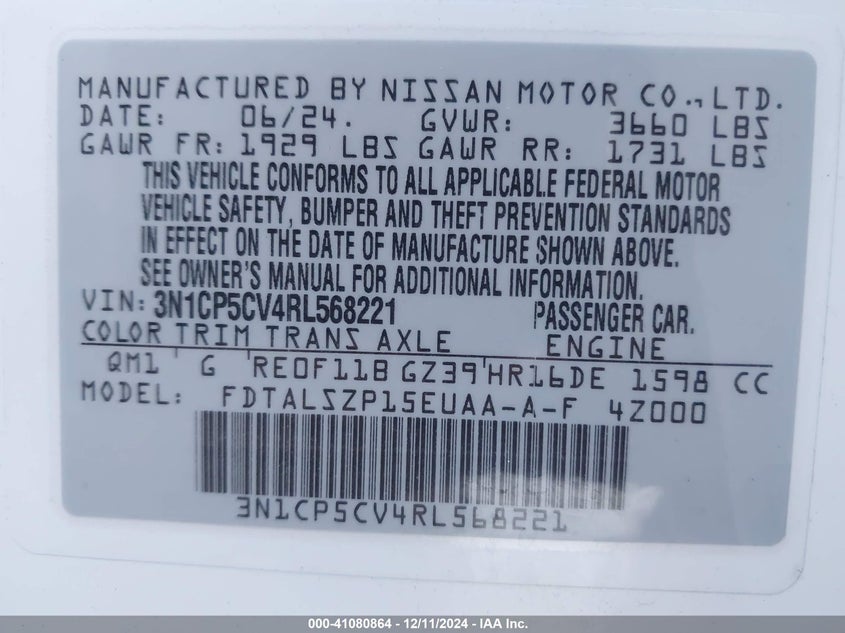 MANUFACTURED BY NISSAN MOTOR CO., LTD.
DATE: 06/24. GVWR: 3660 LBS
GAWR FR: 1929 LBS GAWR RR: 1731 LBS
THIS VEHICLE CONFORMS TO ALL APPLICABLE FEDERAL MOTOR
VEHICLE SAFETY, BUMPER AND THEFT PREVENTION STANDARDS
IN EFFECT ON THE DATE OF MANUFACTURE SHOWN ABOVE.
SEE OWNER'S MANUAL FOR ADDITIONAL INFORMATION.
VIN: 3N1CP5CV4RL568221 PASSENGER CAR.
COLOR TRIM TRANS AXLE ENGINE
QM1 G RE0F11B GZ39 HR16DE 1598 CC
MODEL: FDTALSZP15EUAA-A-F 4Z000
3N1CP5CV4RL568221
000-41080864 - 12/11/2024 - IAA Inc.